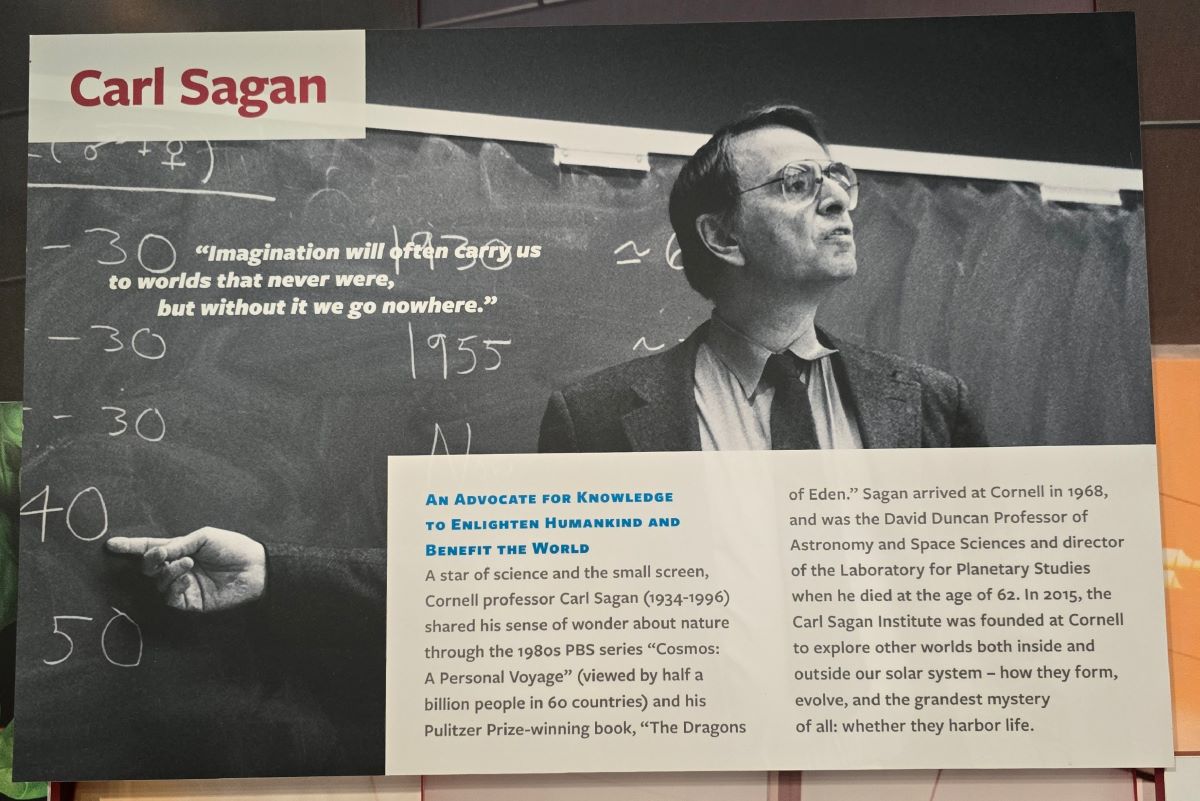 Carl Sagan
-(♂ + ♀)
-30 1930 ≃6
“Imagination will often carry us
to worlds that never were,
but without it we go nowhere.”
-30 1955 ~
- 30
40
50
An Advocate for Knowledge
to Enlighten Humankind and
Benefit the World
A star of science and the small screen,
Cornell professor Carl Sagan (1934-1996)
shared his sense of wonder about nature
through the 1980s PBS series “Cosmos:
A Personal Voyage” (viewed by half a
billion people in 60 countries) and his
Pulitzer Prize-winning book, “The Dragons
of Eden.” Sagan arrived at Cornell in 1968,
and was the David Duncan Professor of
Astronomy and Space Sciences and director
of the Laboratory for Planetary Studies
when he died at the age of 62. In 2015, the
Carl Sagan Institute was founded at Cornell
to explore other worlds both inside and
outside our solar system – how they form,
evolve, and the grandest mystery
of all: whether they harbor life.